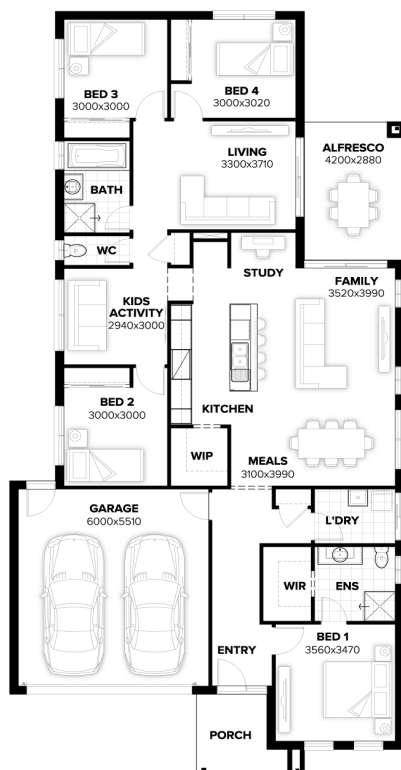 BED 3
3000x3000
BED 4
3000x3020
LIVING
3300x3710
ALFRESCO
4200x2880
BATH
WC
STUDY
FAMILY
3520x3990
KIDS
ACTIVITY
2940x3000
BED 2
3000x3000
KITCHEN
WIP
MEALS
3100x3990
GARAGE
6000x5510
L'DRY
WIR
ENS
BED 1
3560x3470
ENTRY
PORCH